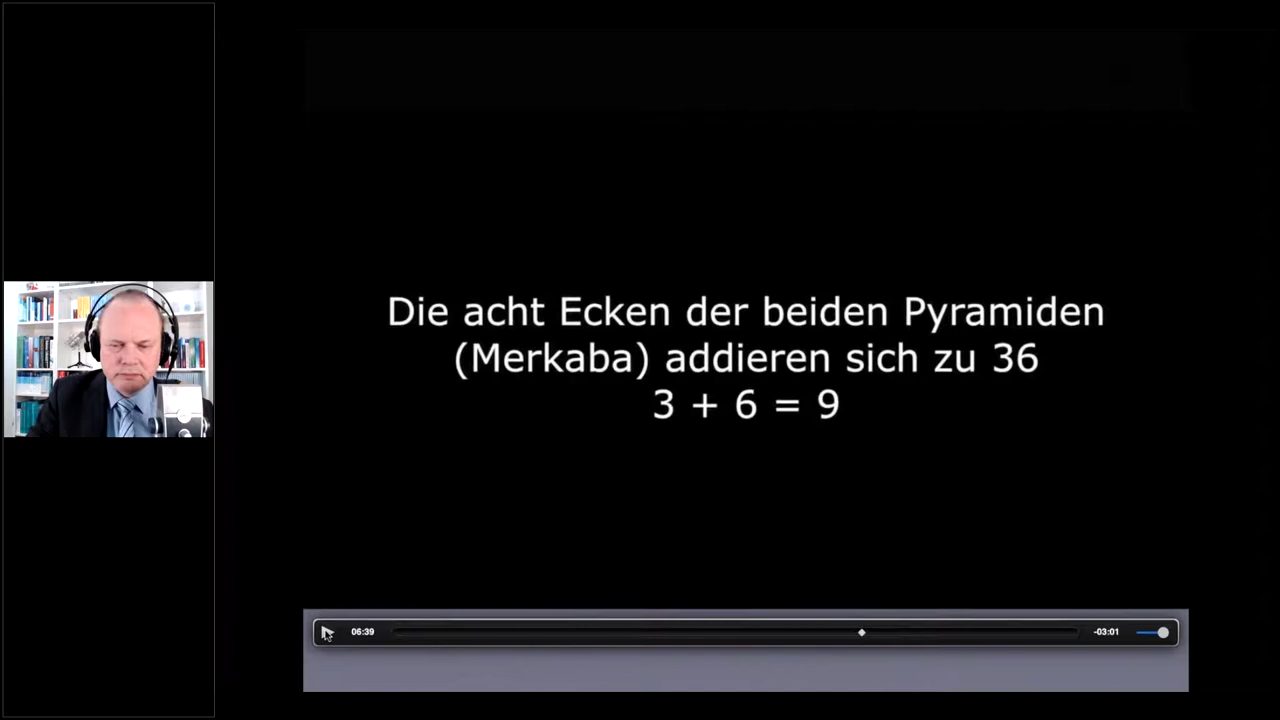 Die acht Ecken der beiden Pyramiden
(Merkaba) addieren sich zu 36
3 + 6 = 9
06:39
-03:01